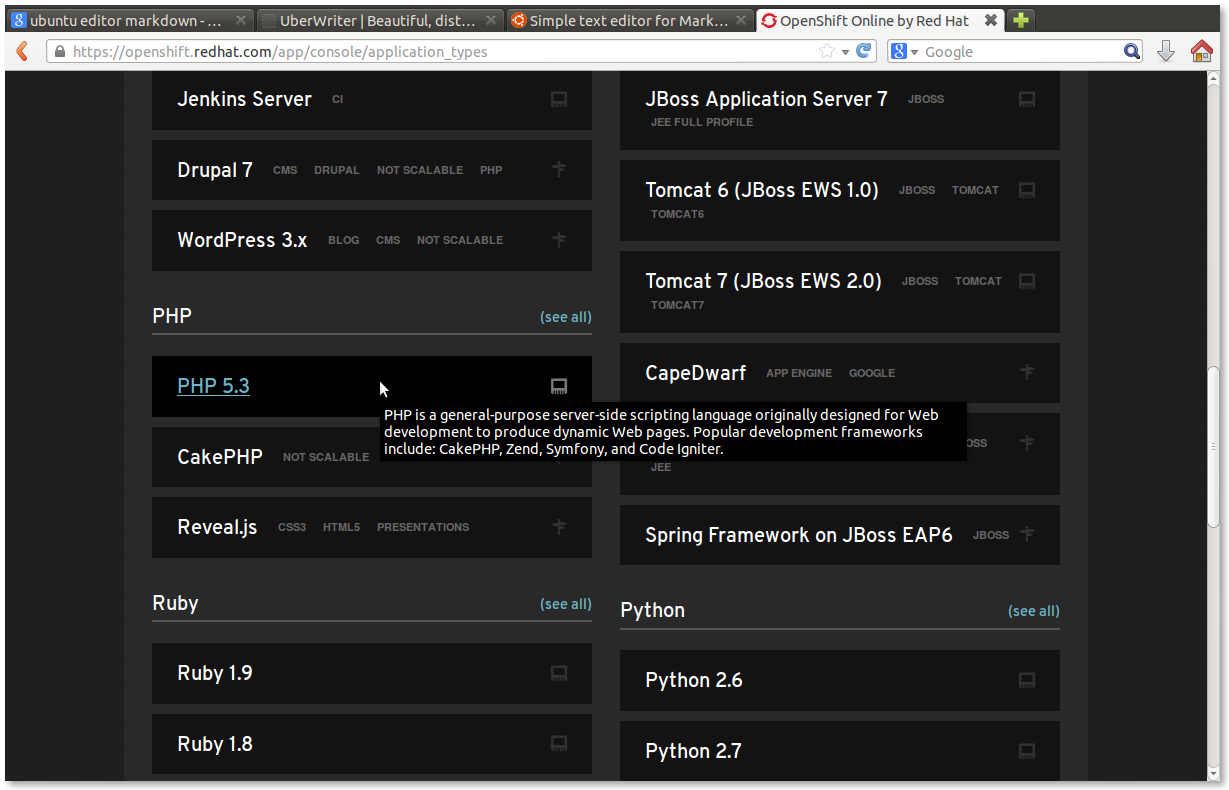 ubuntu editor markdown - ...
UberWriter | Beautiful, dist...
Simple text editor for Mark...
OpenShift Online by Red Hat
https://openshift.redhat.com/app/console/application_types
Google
Jenkins Server CI
Drupal 7 CMS DRUPAL NOT SCALABLE PHP
WordPress 3.x BLOG CMS NOT SCALABLE
PHP (see all)
PHP 5.3
PHP is a general-purpose server-side scripting language originally designed for Web
development to produce dynamic Web pages. Popular development frameworks
include: CakePHP, Zend, Symfony, and Code Igniter.
CakePHP NOT SCALABLE
Reveal.js CSS3 HTML5 PRESENTATIONS
Ruby (see all)
Ruby 1.9
Ruby 1.8
JBoss Application Server 7 JBOSS
JEE FULL PROFILE
Tomcat 6 (JBoss EWS 1.0) JBOSS TOMCAT
TOMCAT6
Tomcat 7 (JBoss EWS 2.0) JBOSS TOMCAT
TOMCAT7
CapeDwarf APP ENGINE GOOGLE
JEE
Spring Framework on JBoss EAP6 JBOSS
Python (see all)
Python 2.6
Python 2.7